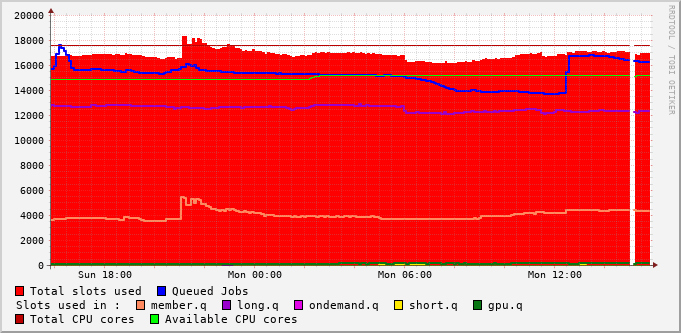 20000
18000
16000
14000
12000
10000
8000
6000
4000
2000
0
Sun 18:00 Mon 00:00 Mon 06:00 Mon 12:00
RRDTOOL / TOBI OETIKER
Total slots used Queued Jobs
Slots used in : member.q long.q ondemand.q short.q gpu.q
Total CPU cores Available CPU cores